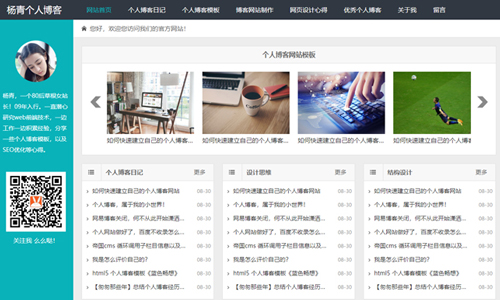 杨青个人博客
网站首页 个人博客日记 个人博客模板 博客网站制作 网页设计心得 优秀个人博客 关于我 留言
您好，欢迎您访问我们的官方网站！
杨青，一个80后草根女站
长！09年入行。一直潜心
研究web前端技术，一边
工作一边积累经验，分享
一些个人博客模板，以及
SEO优化等心得。
关注我 么么哒！
个人博客网站模板
如何快速建立自己的个人博客... 如何快速建立自己的个人博客... 如何快速建立自己的个人博客... 如何快速建立自己的个人博客...
个人博客日记 更多
如何快速建立自己的个人博客网站 08-30
个人博客，属于我的小世界！ 08-30
网易博客关闭，何不从此开始潇洒... 08-30
个人网站做好了，百度不收录怎么... 08-30
帝国cms 循环调用子栏目信息以及... 08-30
我是怎么评价自己的？ 08-30
html5 个人博客模板《蓝色畅想》 08-30
【匆匆那些年】总结个人博客经历... 08-30
设计思维 更多
如何快速建立自己的个人博客网站 08-30
个人博客，属于我的小世界！ 08-30
网易博客关闭，何不从此开始潇洒... 08-30
个人网站做好了，百度不收录怎么... 08-30
帝国cms 循环调用子栏目信息以及... 08-30
我是怎么评价自己的？ 08-30
html5 个人博客模板《蓝色畅想》 08-30
【匆匆那些年】总结个人博客经历... 08-30
结构设计 更多
如何快速建立自己的个人博客网站 08-30
个人博客，属于我的小世界！ 08-30
网易博客关闭，何不从此开始潇洒... 08-30
个人网站做好了，百度不收录怎么... 08-30
帝国cms 循环调用子栏目信息以及... 08-30
我是怎么评价自己的？ 08-30
html5 个人博客模板《蓝色畅想》 08-30
【匆匆那些年】总结个人博客经历... 08-30